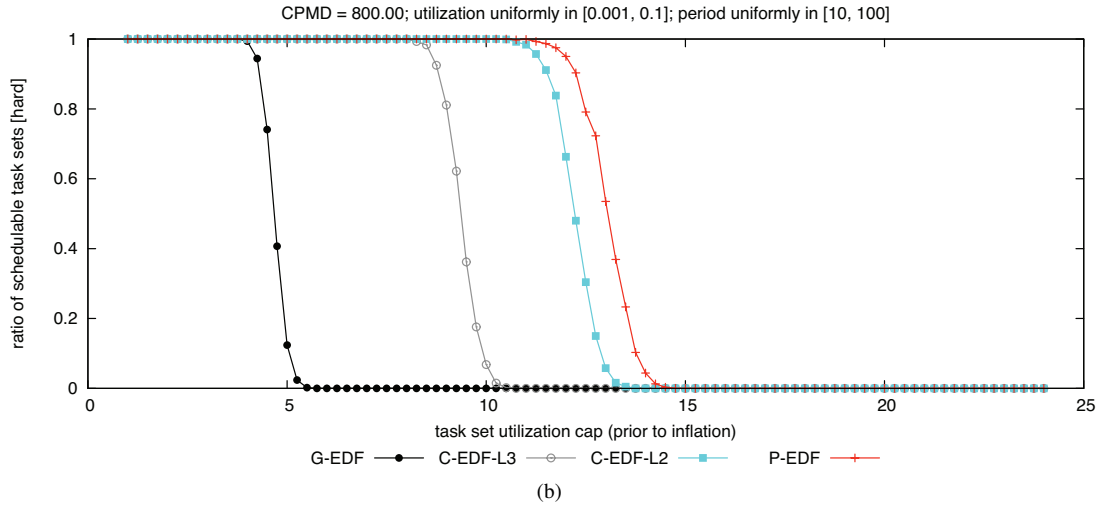 CPMD = 800.00; utilization uniformly in [0.001, 0.1]; period uniformly in [10, 100]
ratio of schedulable task sets [hard]
1
0.8
0.6
0.4
0.2
0
0 5 10 15 20 25
task set utilization cap (prior to inflation)
G-EDF C-EDF-L3 C-EDF-L2 P-EDF
(b)